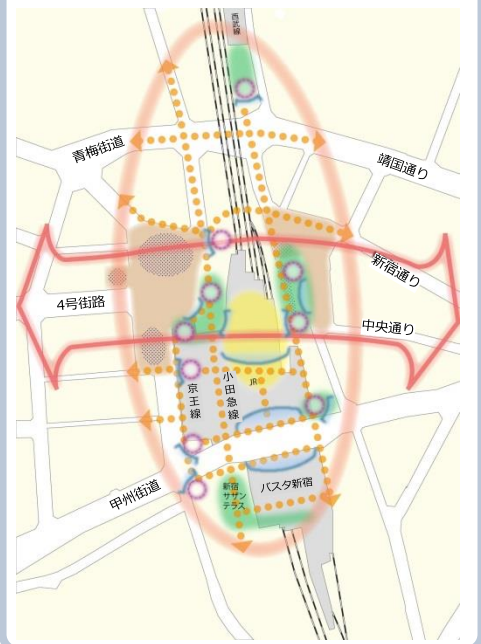 西武線
青梅街道
靖国通り
新宿通り
4号街路
中央通り
京王線
小田急線
JR
甲州街道
新宿
サザン
テラス
バスタ新宿